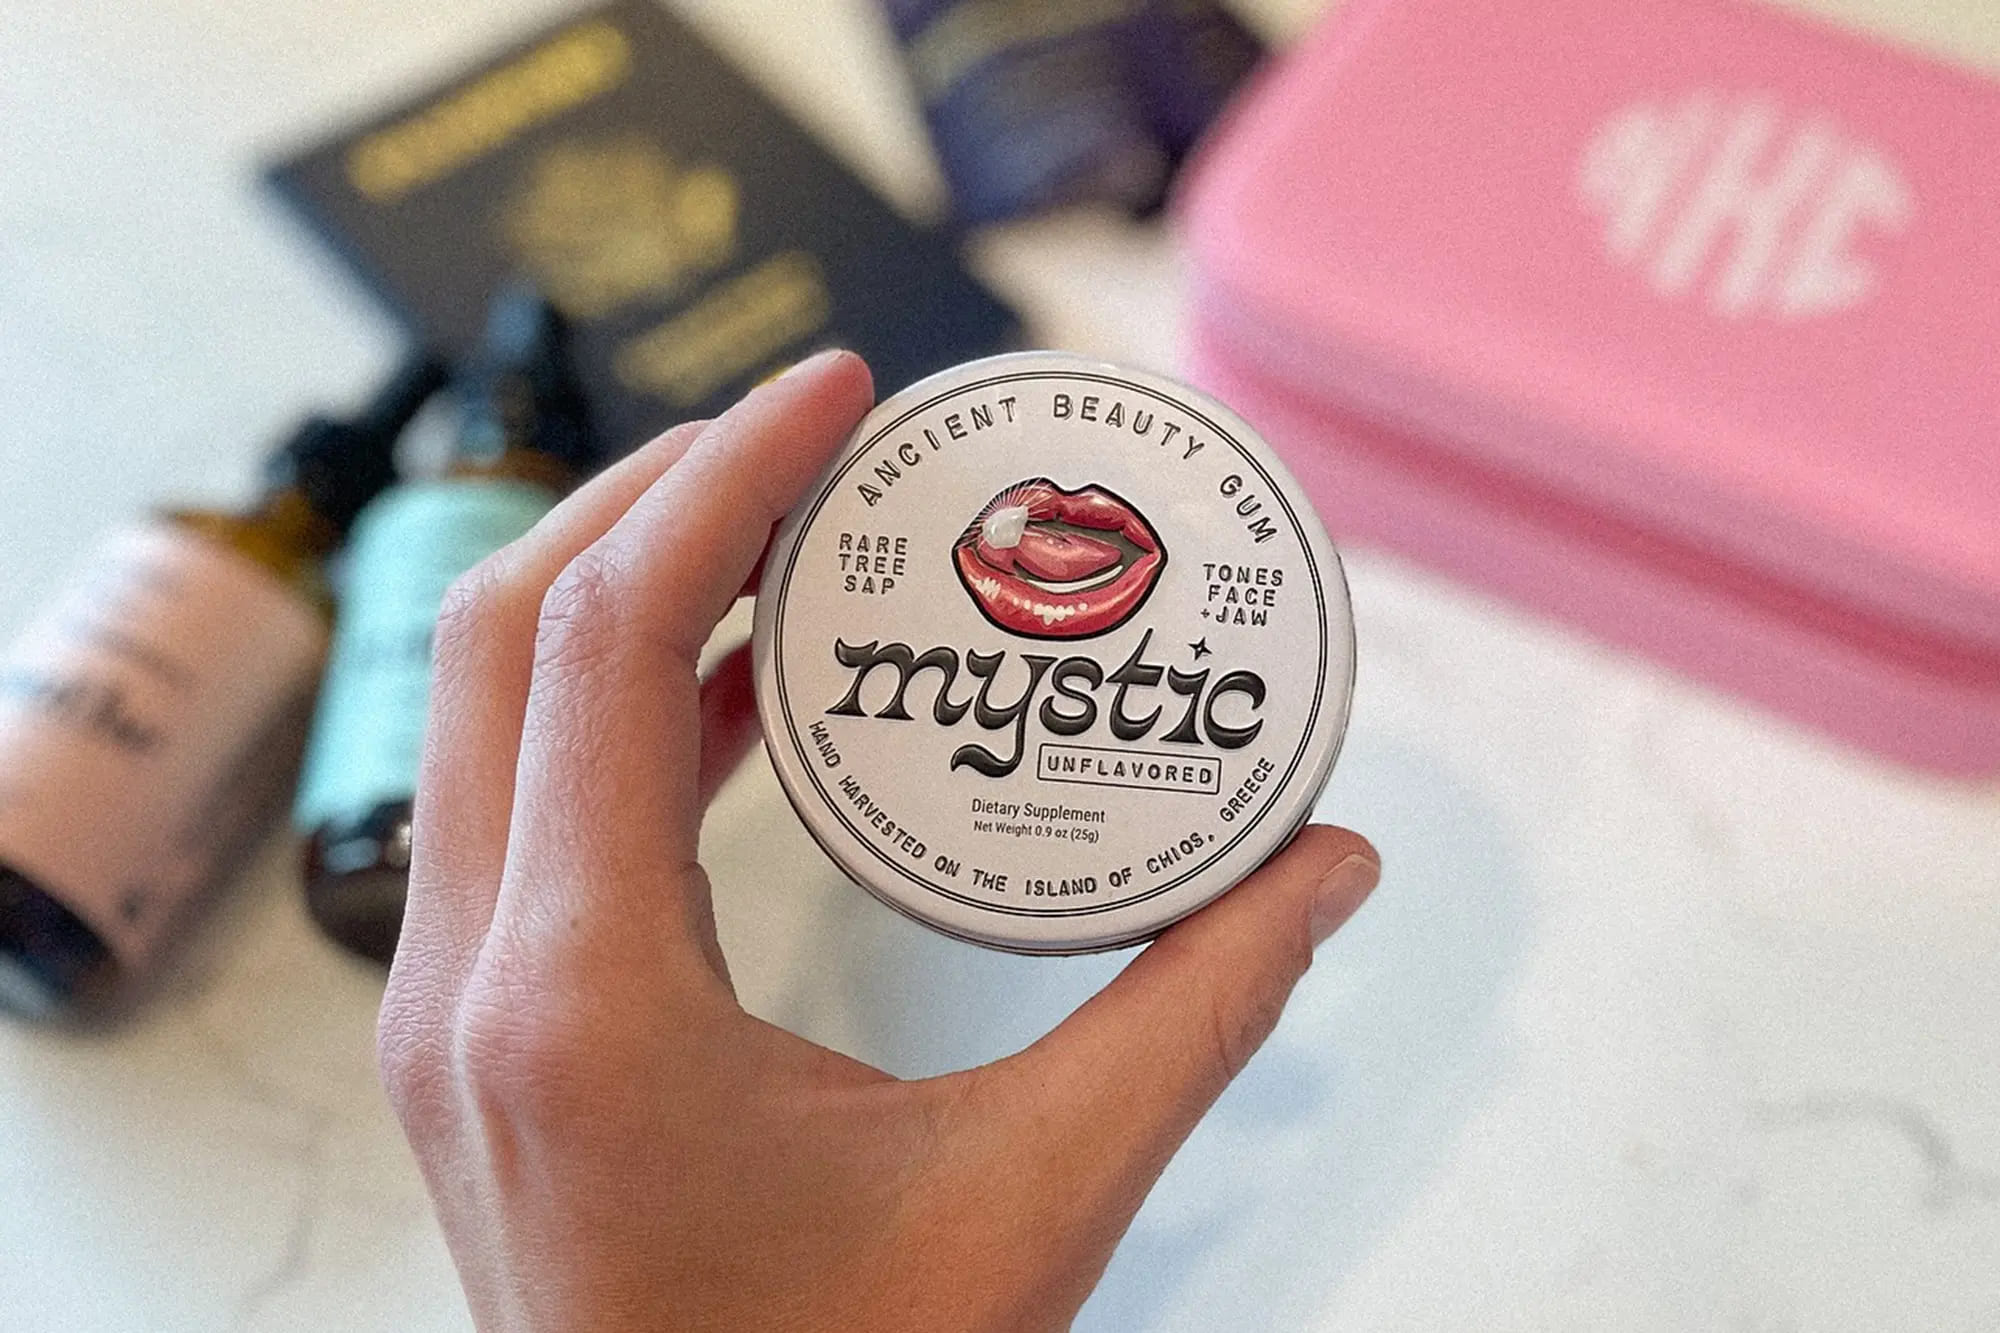 ANCIENT BEAUTY GUM
RARE
TREE
SAP
TONES
FACE
+JAW
mystic
UNFLAVORED
Dietary Supplement
Net Weight 0.9 oz (25g)
HAND HARVESTED ON THE ISLAND OF CHIOS, GREECE